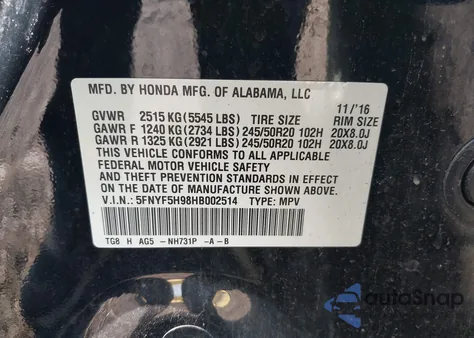 MFD. BY HONDA MFG. OF ALABAMA, LLC
11/'16
GVWR 2515 KG (5545 LBS) TIRE SIZE RIM SIZE
GAWR F 1240 KG (2734 LBS) 245/50R20 102H 20X8.0J
GAWR R 1325 KG (2921 LBS) 245/50R20 102H 20X8.0J
THIS VEHICLE CONFORMS TO ALL APPLICABLE
FEDERAL MOTOR VEHICLE SAFETY
AND THEFT PREVENTION STANDARDS IN EFFECT
ON THE DATE OF MANUFACTURE SHOWN ABOVE.
V.I.N.: 5FNYF5H98HB002514 TYPE: MPV
TG8 H AG5 -NH731P -A-B
autoSnap